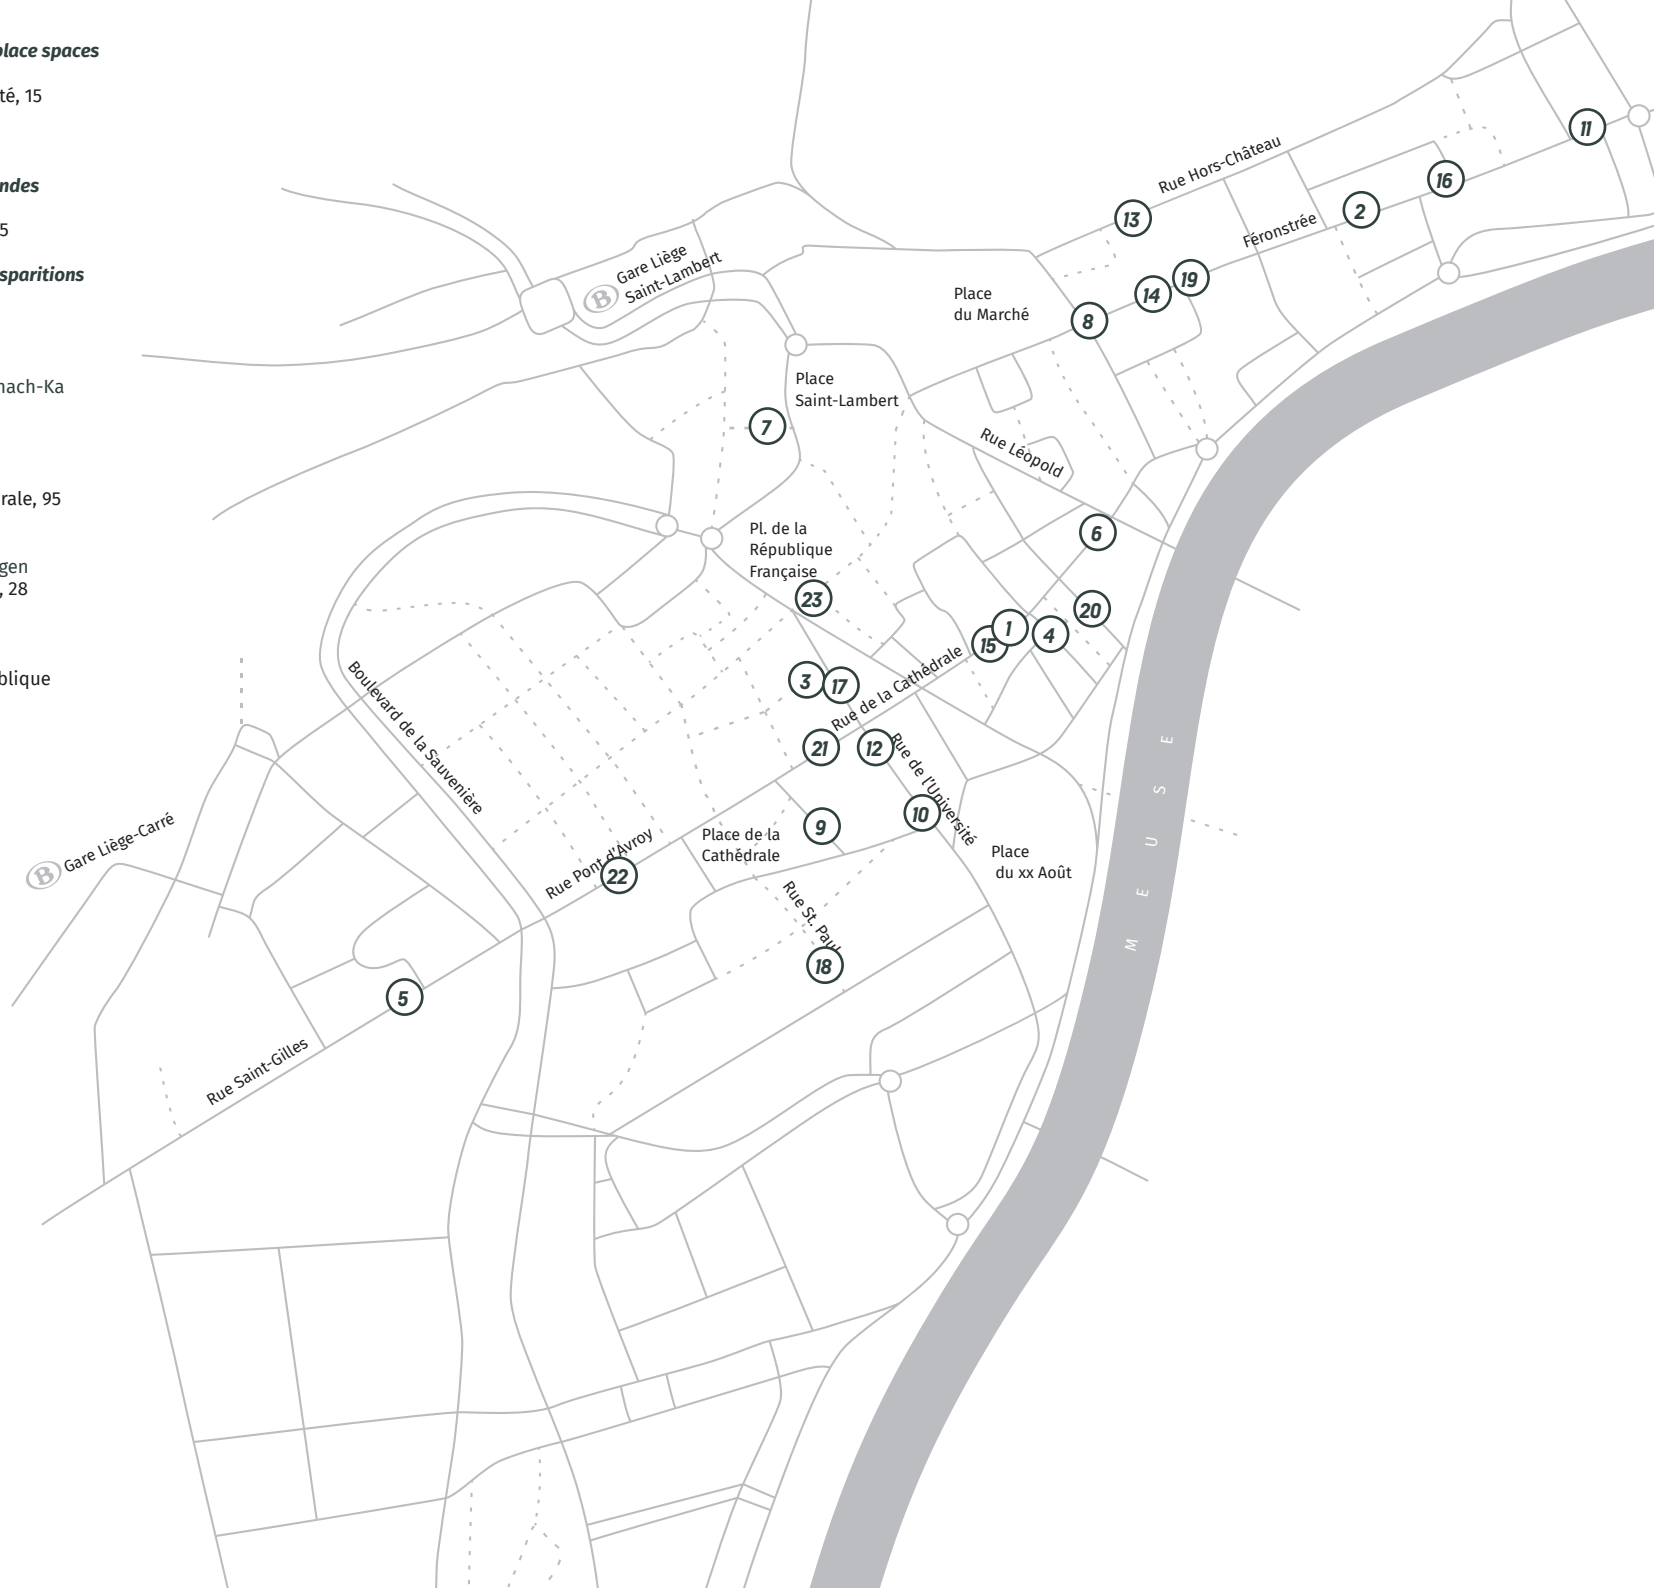 place spaces
té, 15
ndes
5
sparitions
nach-Ka
rale, 95
gen
, 28
blique
11
16
Rue Hors-Château
2
13
Féronstrée
Gare Liège
Saint-Lambert
B
19
14
Place
du Marché
8
Place
Saint-Lambert
7
Rue Léopold
6
Pl. de la
République
Française
23
20
1
4
15
Rue de la Cathédrale
3
17
Boulevard de la Sauvenière
21
12
Rue de l'Université
10
9
Place de la
Cathédrale
Gare Liège-Carré
B
Rue Pont d'Avroy
22
Place
du xx Août
Rue St. Paul
18
5
Rue Saint-Gilles
MEUSE